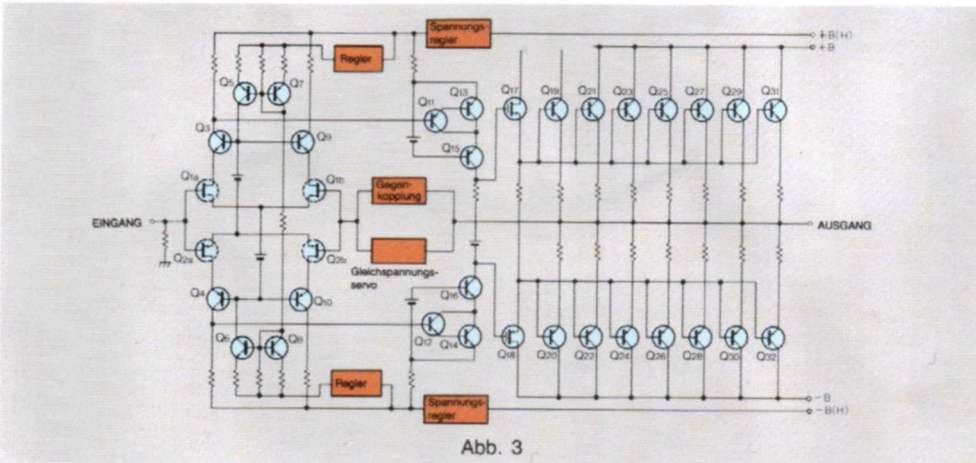 Spannungs-
regler
+B(H)
+B
Regler
Q5
Q7
Q13
Q11
Q17
Q19
Q21
Q23
Q25
Q27
Q29
Q31
Q3
Q9
Q15
Q1a
Q1b
Gegen-
kopplung
EINGANG
AUSGANG
Q2a
Q2b
Gleichspannungs-
servo
Q4
Q10
Q16
Q6
Q8
Q12
Q14
Q18
Q20
Q22
Q24
Q26
Q28
Q30
Q32
Regler
Spannungs-
regler
-B
-B(H)
Abb. 3